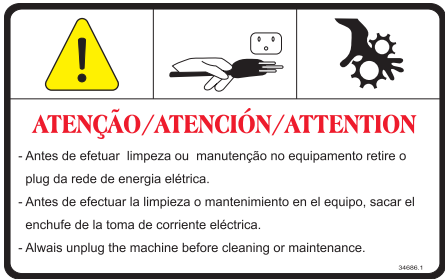 ATENÇÃO/ATENCIÓN/ATTENTION
- Antes de efetuar limpeza ou manutenção no equipamento retire o
plug da rede de energia elétrica.
- Antes de efectuar la limpieza o mantenimiento en el equipo, sacar el
enchufe de la toma de corriente eléctrica.
- Alwais unplug the machine before cleaning or maintenance.
34686.1